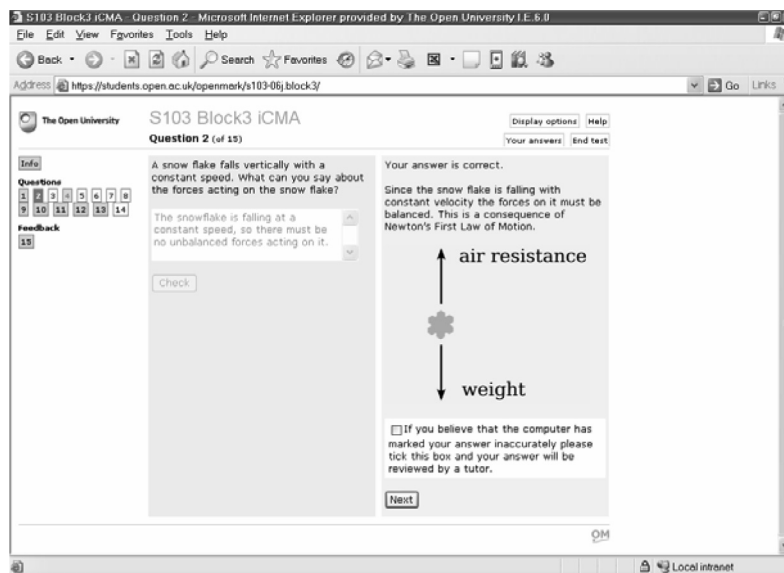 S103 Block3 iCMA - Question 2 - Microsoft Internet Explorer provided by The Open University I.E.6.0
File Edit View Favorites Tools Help
Back Search Favorites
Address https://students.open.ac.uk/openmark/s103-06j.block3/ Go Links
The Open University
S103 Block3 iCMA
Question 2 (of 15)
Display options Help
Your answers End test
Info
Questions
1 2 3 4 5 6 7 8
9 10 11 12 13 14
Feedback
15
A snow flake falls vertically with a
constant speed. What can you say about
the forces acting on the snow flake?
The snowflake is falling at a
constant speed, so there must be
no unbalanced forces acting on it.
Check
Your answer is correct.
Since the snow flake is falling with
constant velocity the forces on it must be
balanced. This is a consequence of
Newton's First Law of Motion.
air resistance
weight
If you believe that the computer has
marked your answer inaccurately please
tick this box and your answer will be
reviewed by a tutor.
Next
OM
Local intranet